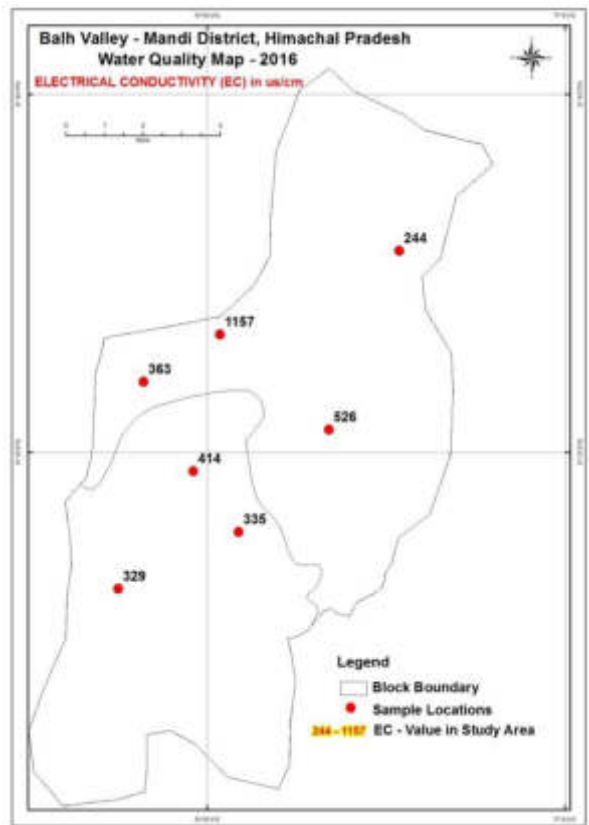 Balh Valley - Mandi District, Himachal Pradesh
Water Quality Map - 2016
ELECTRICAL CONDUCTIVITY (EC) in us/cm
244
1157
363
526
414
335
329
Legend
Block Boundary
Sample Locations
244 - 1157 EC - Value in Study Area